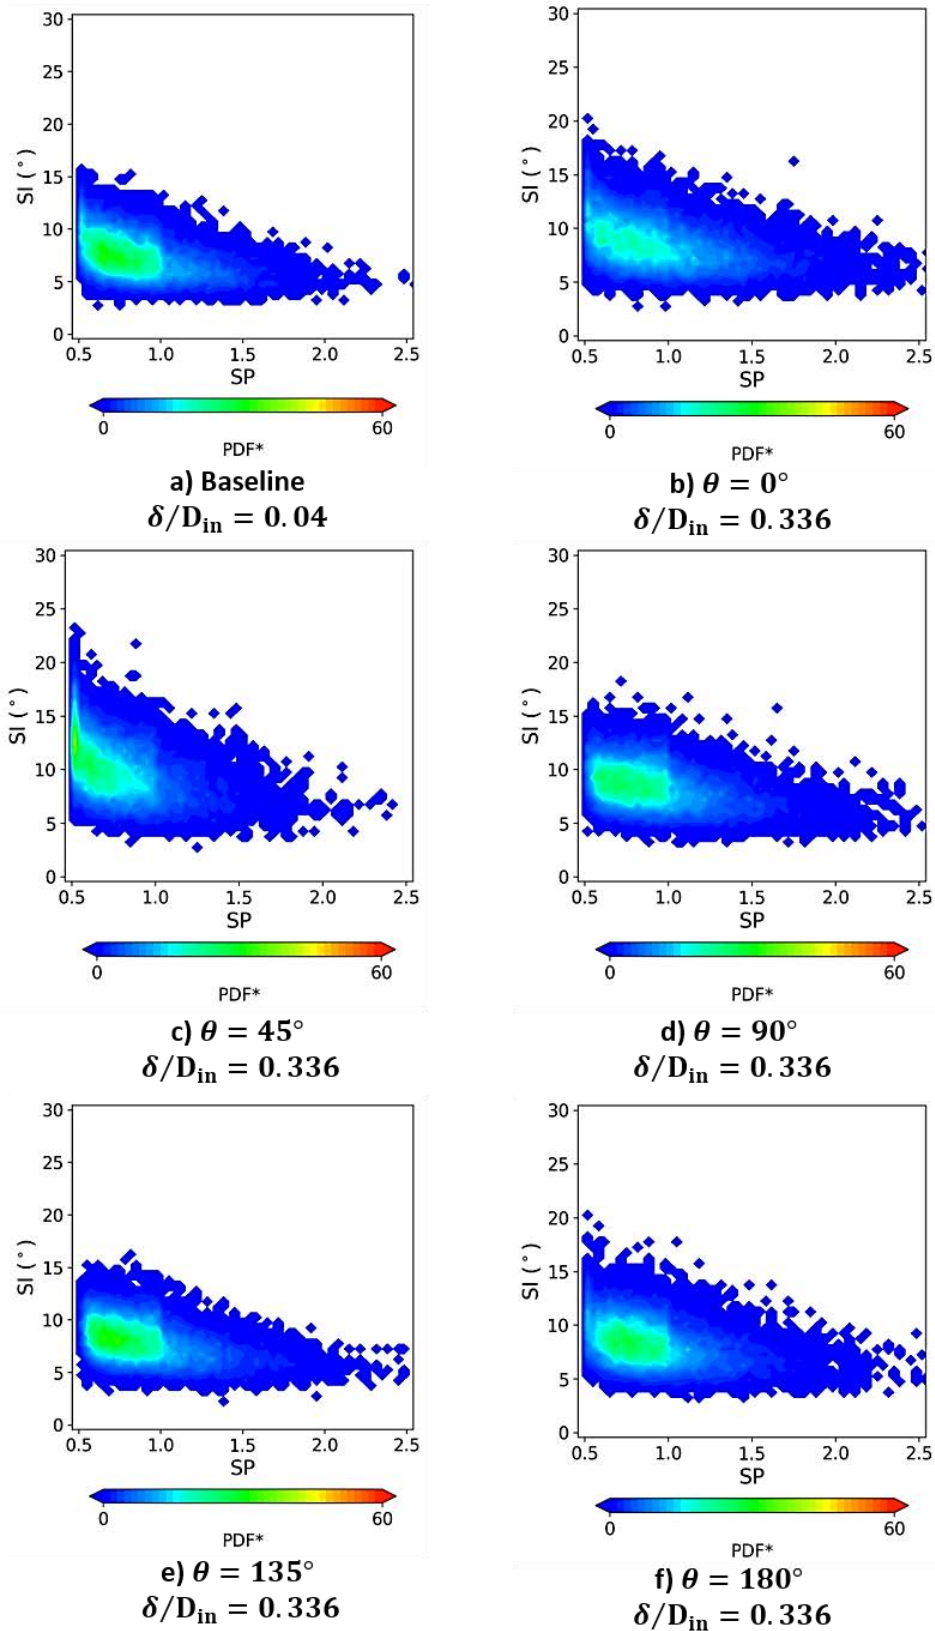 30
25
20
15
10
5
0
SI (°)
0.5 1.0 1.5 2.0 2.5
SP
0 60
PDF*
a) Baseline
δ/D_in = 0.04
30
25
20
15
10
5
0
SI (°)
0.5 1.0 1.5 2.0 2.5
SP
0 60
PDF*
b) θ = 0°
δ/D_in = 0.336
30
25
20
15
10
5
0
SI (°)
0.5 1.0 1.5 2.0 2.5
SP
0 60
PDF*
c) θ = 45°
δ/D_in = 0.336
30
25
20
15
10
5
0
SI (°)
0.5 1.0 1.5 2.0 2.5
SP
0 60
PDF*
d) θ = 90°
δ/D_in = 0.336
30
25
20
15
10
5
0
SI (°)
0.5 1.0 1.5 2.0 2.5
SP
0 60
PDF*
e) θ = 135°
δ/D_in = 0.336
30
25
20
15
10
5
0
SI (°)
0.5 1.0 1.5 2.0 2.5
SP
0 60
PDF*
f) θ = 180°
δ/D_in = 0.336